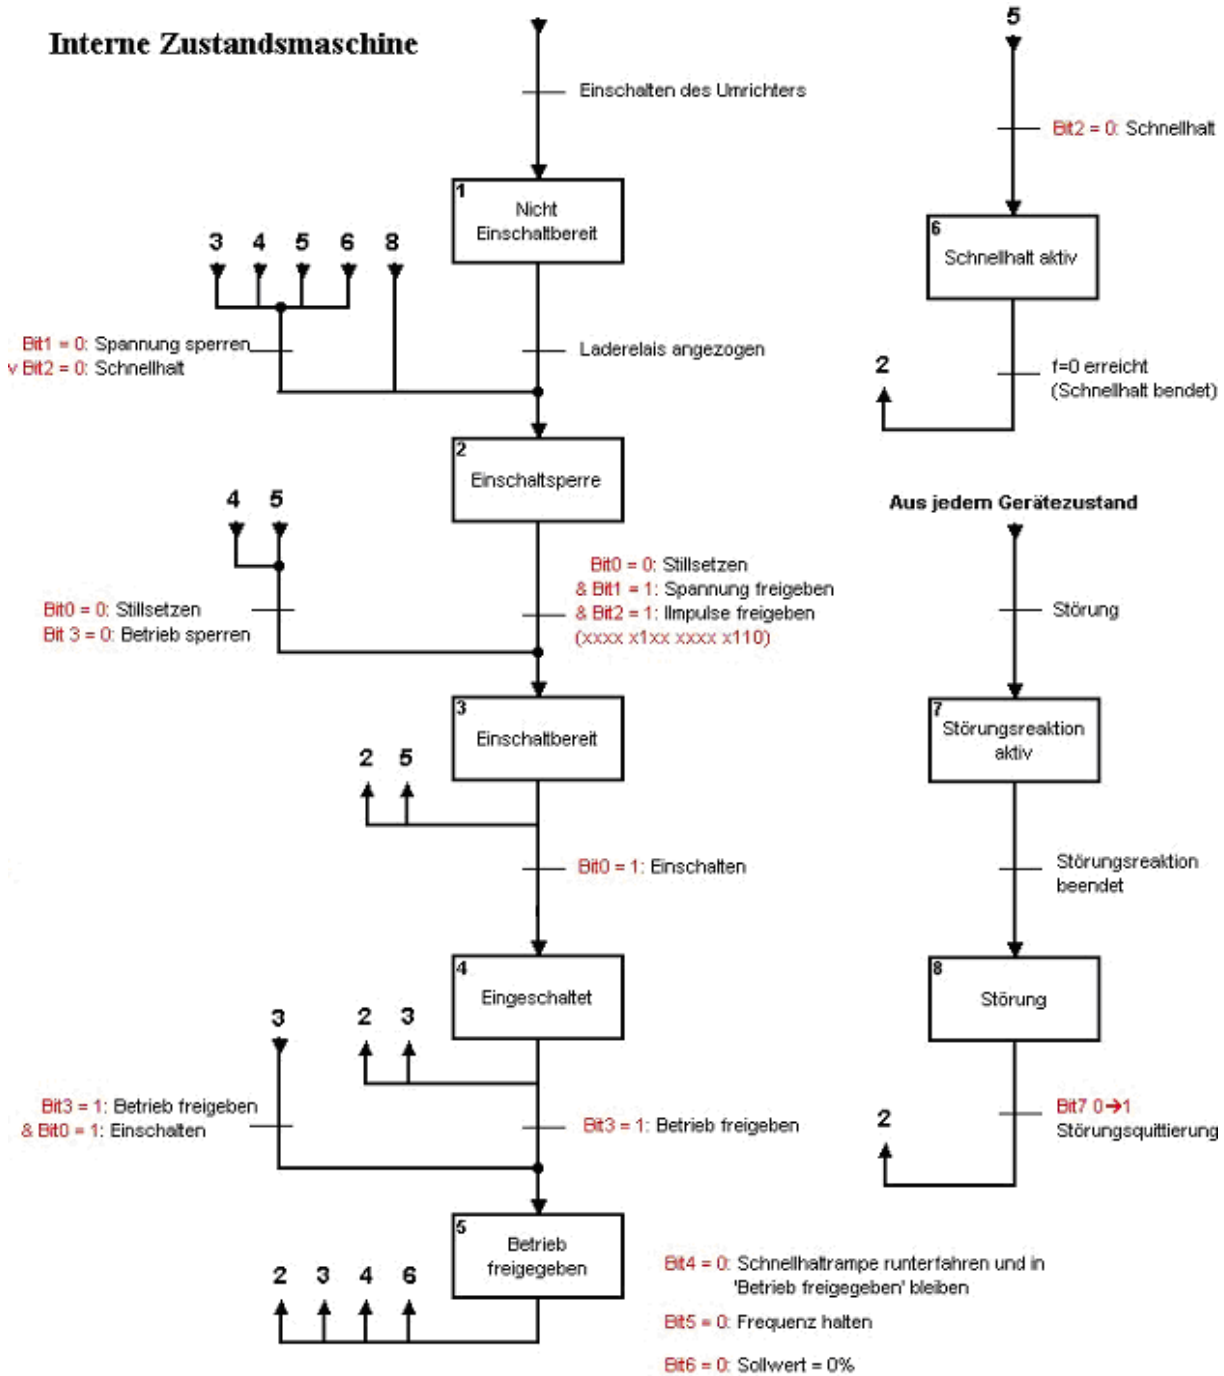 Interne Zustandsmaschine
Einschalten des Umrichters
5
Bit2 = 0: Schnellhalt
1
Nicht
Einschaltbereit
3 4 5 6 8
6
Schnellhalt aktiv
Bit1 = 0: Spannung sperren
v Bit2 = 0: Schnellhalt
Laderelais angezogen
2
f=0 erreicht
(Schnellhalt bendet)
2
Einschaltsperre
4 5
Aus jedem Gerätezustand
Bit0 = 0: Stillsetzen
& Bit1 = 1: Spannung freigeben
& Bit2 = 1: IImpulse freigeben
(xxxx x1xx xxxx x110)
Bit0 = 0: Stillsetzen
Bit 3 = 0: Betrieb sperren
Störung
3
Einschaltbereit
7
Störungsreaktion
aktiv
2 5
Bit0 = 1: Einschalten
Störungsreaktion
beendet
4
Eingeschaltet
8
Störung
3
2 3
Bit3 = 1: Betrieb freigeben
& Bit0 = 1: Einschalten
Bit3 = 1: Betrieb freigeben
2
Bit7 0➔1
Störungsquittierung
5
Betrieb
freigegeben
2 3 4 6
Bit4 = 0: Schnellhaltrampe runterfahren und in
'Betrieb freigegeben' bleiben
Bit5 = 0: Frequenz halten
Bit6 = 0: Sollwert = 0%